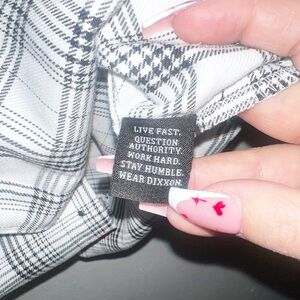 LIVE FAST.
QUESTION
AUTHORITY.
WORK HARD.
STAY HUMBLE.
WEAR DIXXON